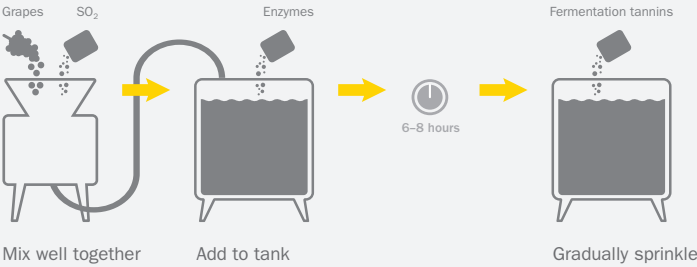 Grapes
SO₂
Enzymes
Fermentation tannins
6–8 hours
Mix well together
Add to tank
Gradually sprinkle